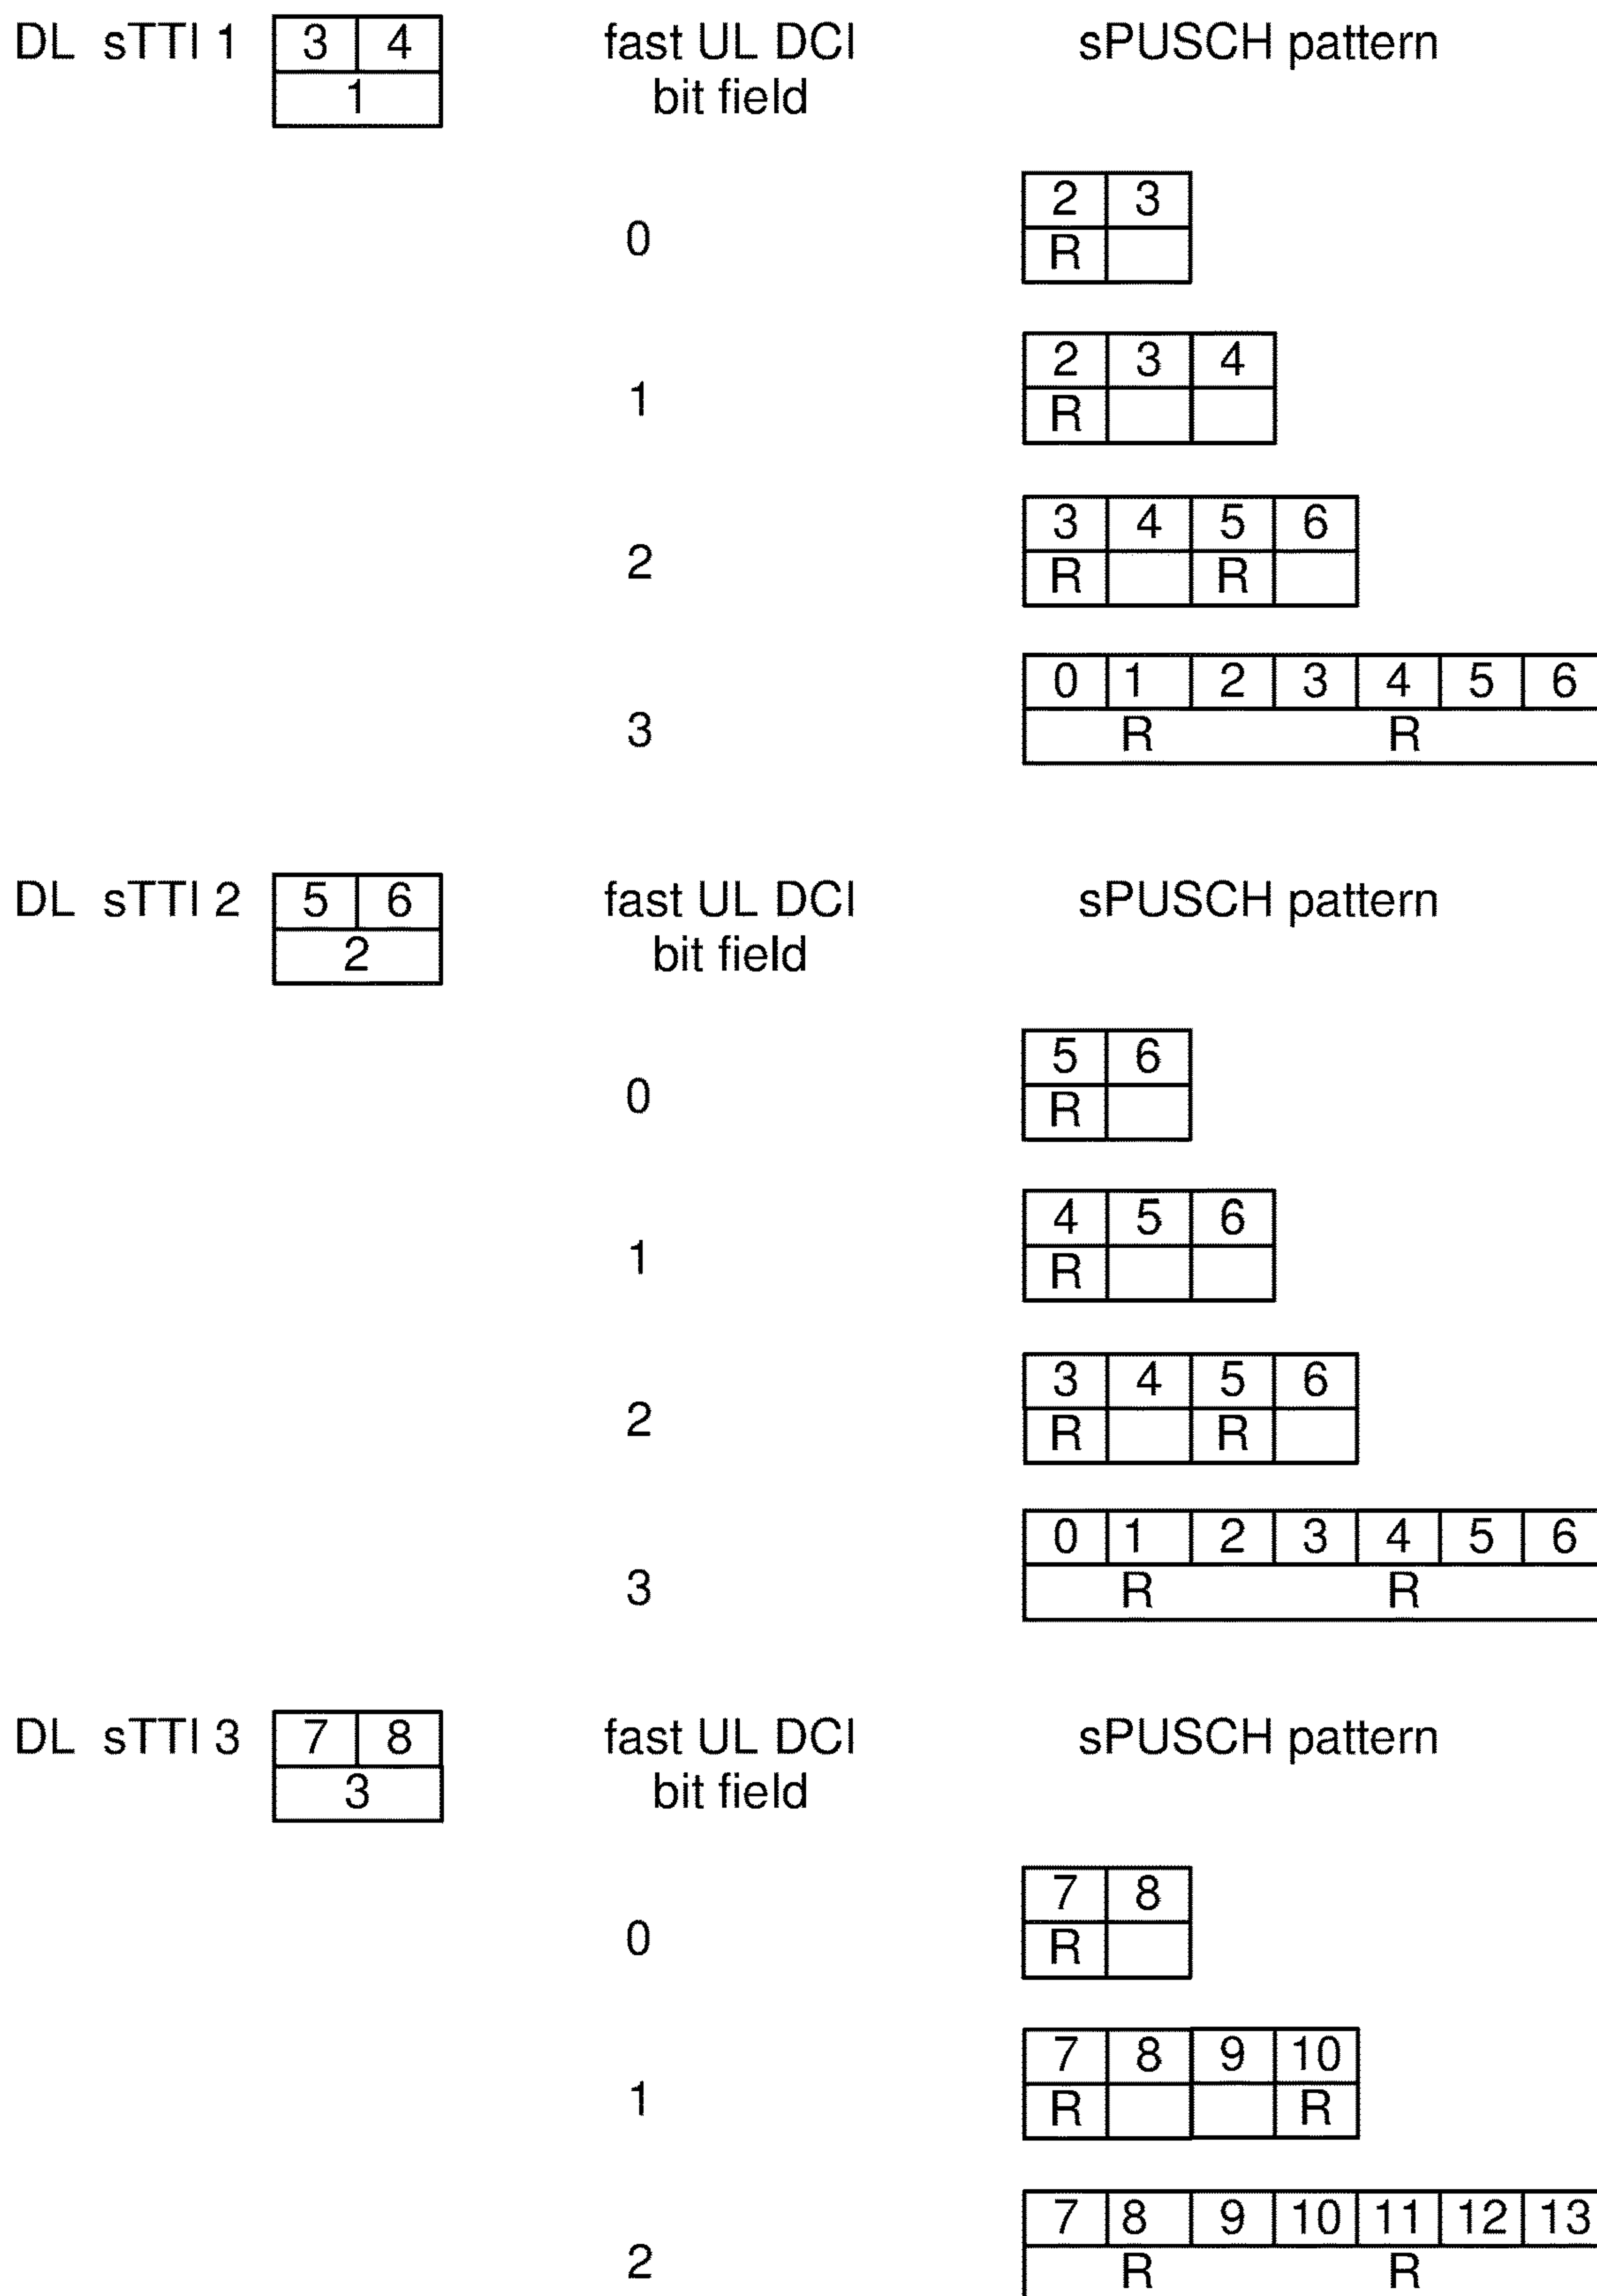 DL sTTI 1 3 4 fast UL DCI sPUSCH pattern
1 bit field
2 3
0
R
2 3 4
1
R
3 4 5 6
2
R R
0 1 2 3 4 5 6
3
R R
DL sTTI 2 5 6 fast UL DCI sPUSCH pattern
2 bit field
5 6
0
R
4 5 6
1
R
3 4 5 6
2
R R
0 1 2 3 4 5 6
3
R R
DL sTTI 3 7 8 fast UL DCI sPUSCH pattern
3 bit field
7 8
0
R
7 8 9 10
1
R R
7 8 9 10 11 12 13
2
R R